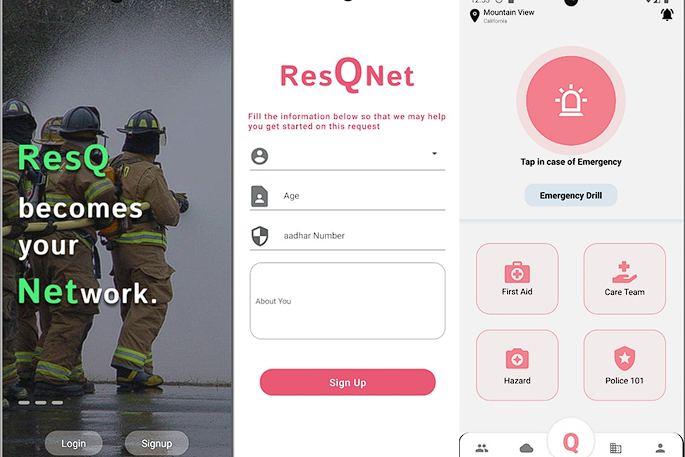 ResQ
becomes
your
Network.
Login
Signup
ResQNet
Fill the information below so that we may help
you get started on this request
Age
aadhar Number
About You
Sign Up
Mountain View
California
Tap in case of Emergency
Emergency Drill
First Aid
Care Team
Hazard
Police 101
Q